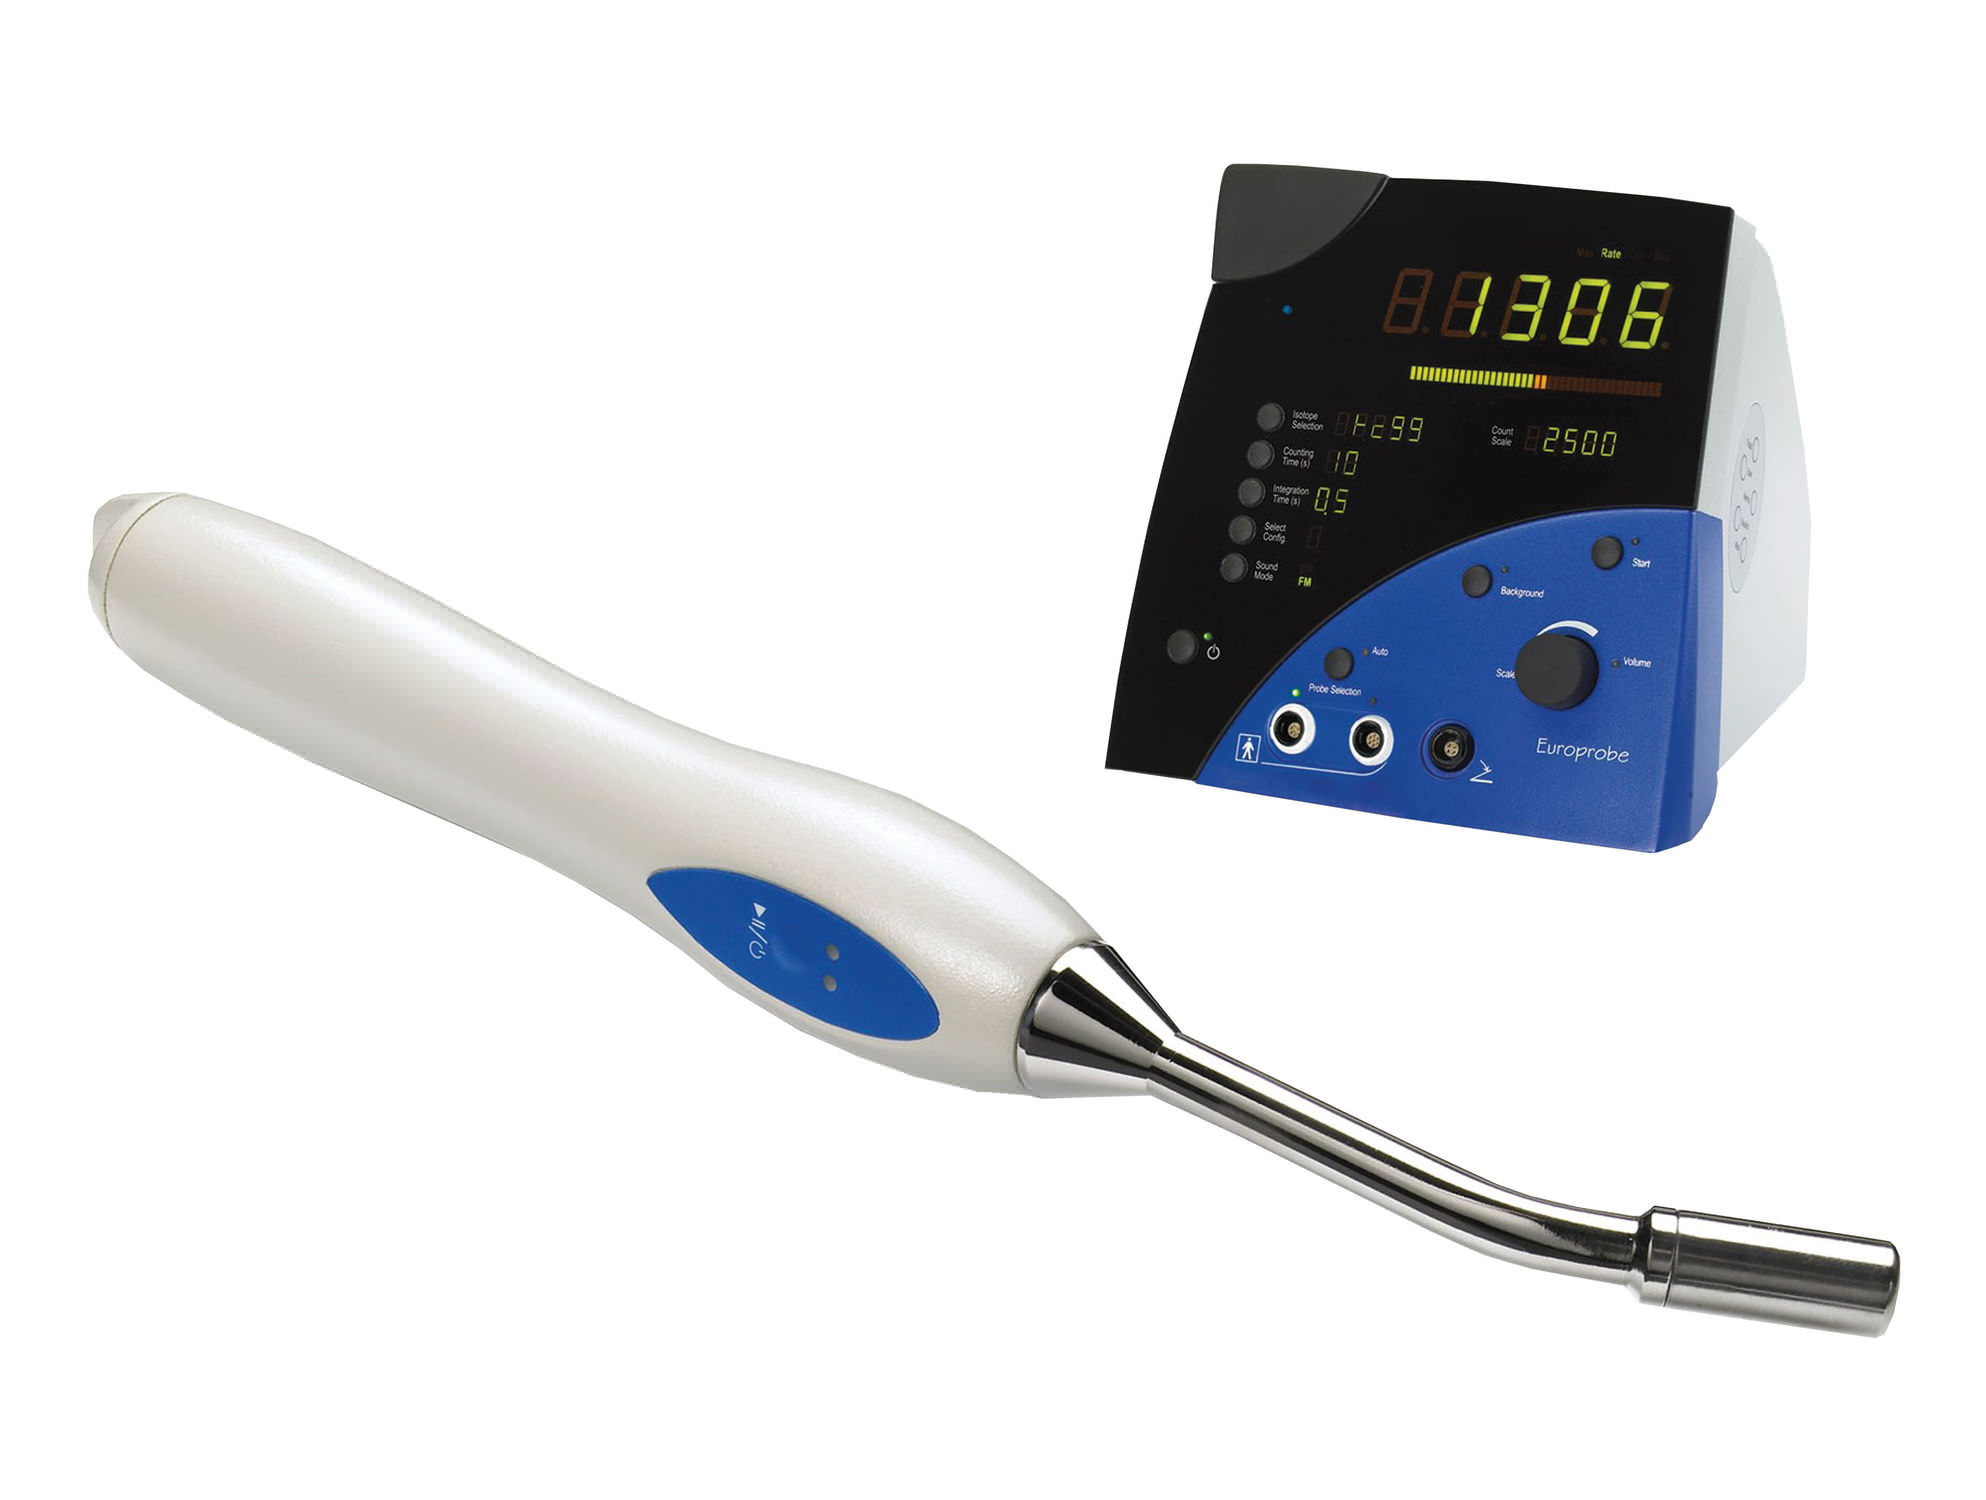 Max Rate
1306
Isotope
Selection
tc99
Count
Scale
2500
Counting
Time (s)
10
Integration
Time (s)
0.5
Select
Config.
Sound
Mode
FM
Start
Background
Auto
Probe Selection
Scale
Volume
Europrobe